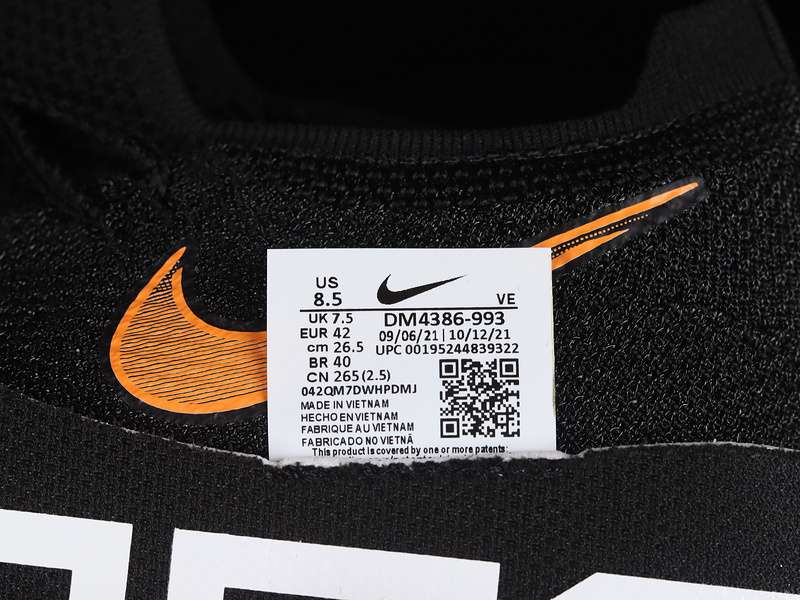 US
8.5
VE
UK 7.5
DM4386-993
EUR 42
09/06/21 | 10/12/21
cm 26.5
UPC 00195244839322
BR 40
CN 265 (2.5)
042QM7DWHPDMJ
MADE IN VIETNAM
HECHO EN VIETNAM
FABRIQUE AU VIETNAM
FABRICADO NO VIETNÃ
This product is covered by one or more patents: